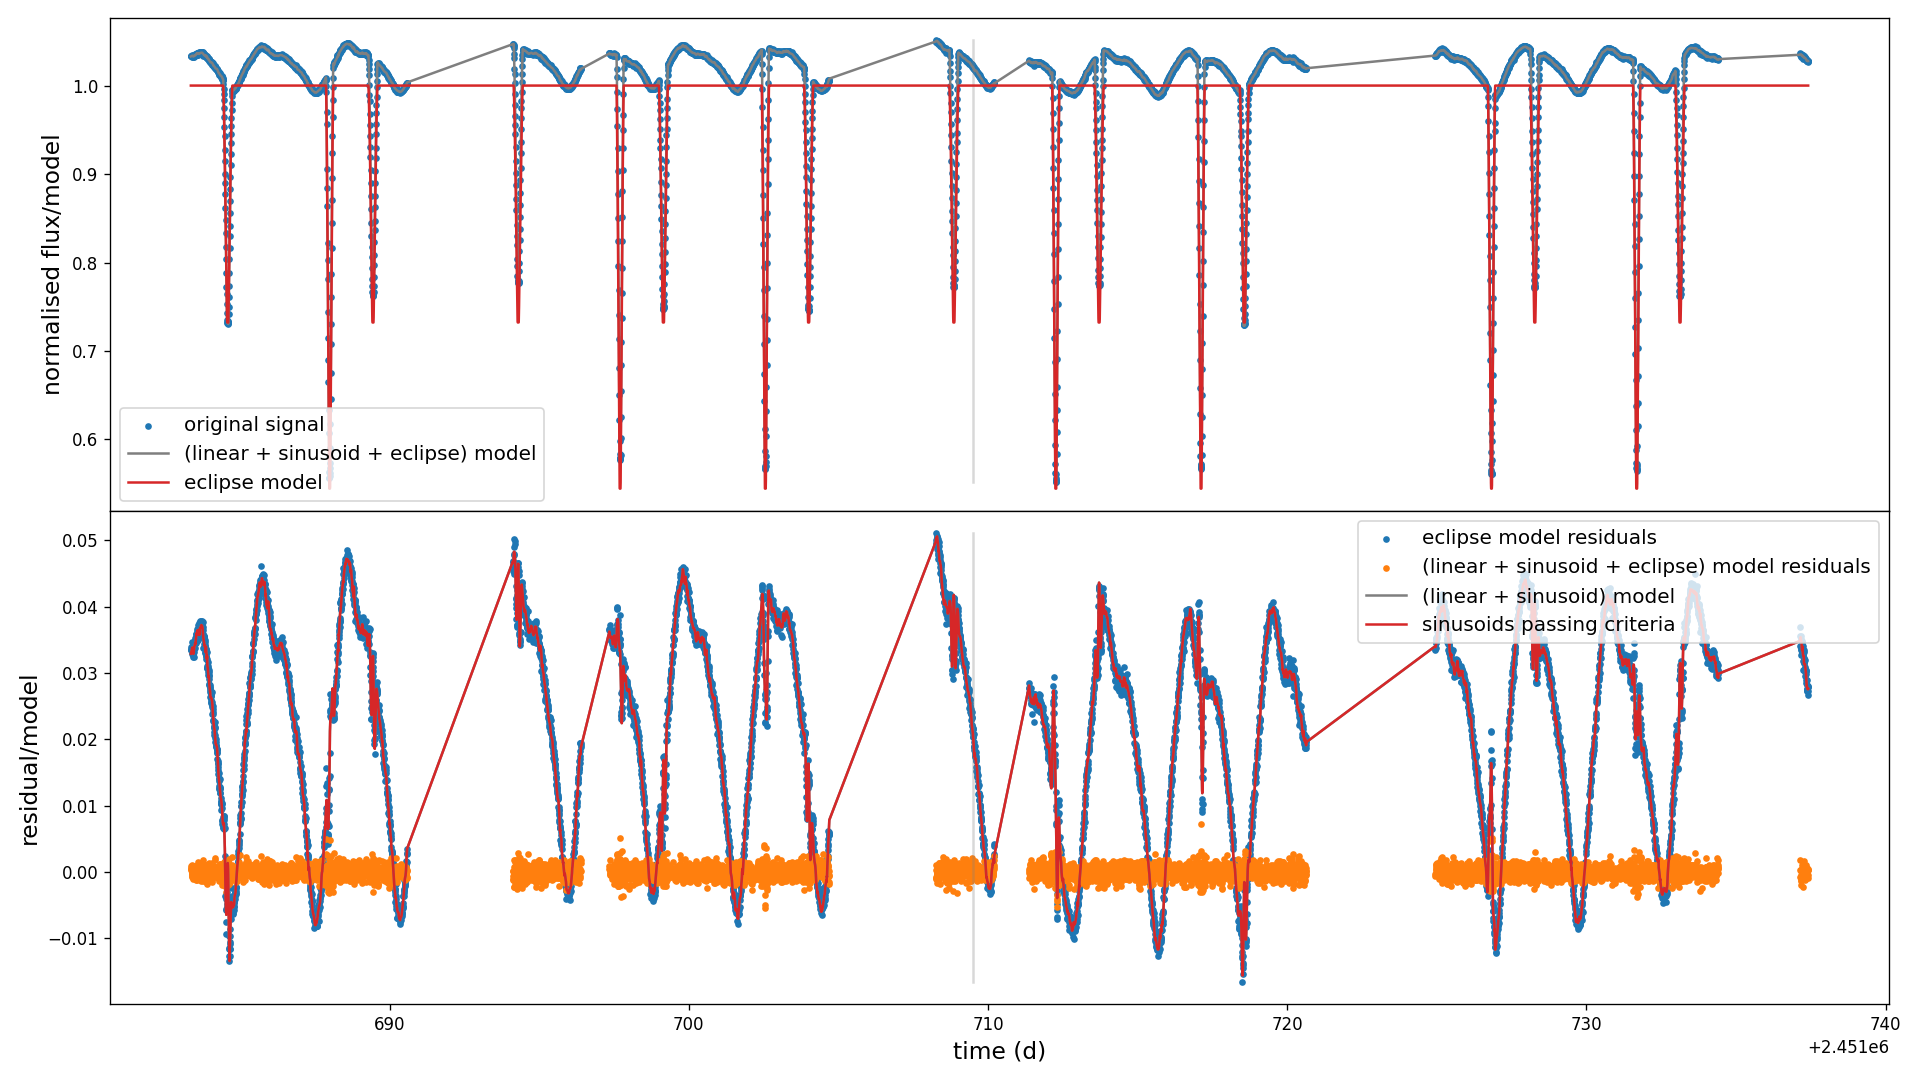 1.0
0.9
0.8
0.7
0.6
normalised flux/model
original signal
(linear + sinusoid + eclipse) model
eclipse model
0.05
0.04
0.03
0.02
0.01
0.00
−0.01
residual/model
eclipse model residuals
(linear + sinusoid + eclipse) model residuals
(linear + sinusoid) model
sinusoids passing criteria
690
700
710
720
730
740
time (d)
+2.451e6